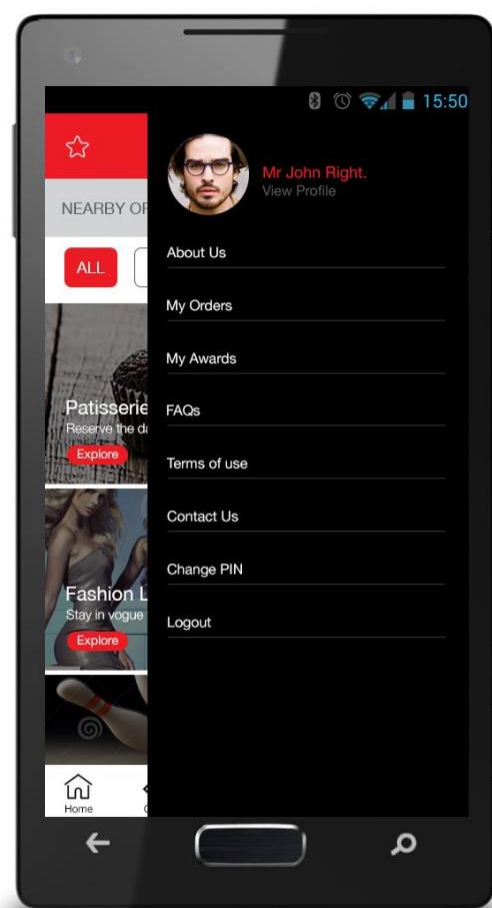 15:50
Mr John Right.
View Profile
NEARBY OF
ALL
About Us
My Orders
My Awards
FAQs
Terms of use
Contact Us
Change PIN
Logout
Patisserie
Reserve the da
Explore
Fashion L
Stay in vogue
Explore
Home